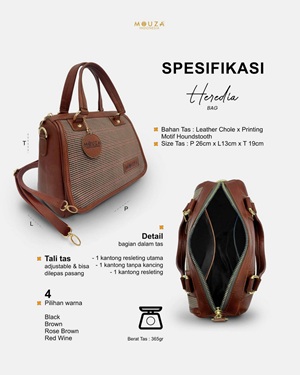 MOUZA
SPESIFIKASI
Heredia
BAG
Bahan Tas : Leather Chole x Printing
Motif Houndstooth
Size Tas : P 26cm x L13cm x T 19cm
T
MOUZA
L
P
Detail
bagian dalam tas
- 1 kantong resleting utama
- 1 kantong tanpa kancing
- 1 kantong resleting
Tali tas
adjustable & bisa
dilepas pasang
4
Pilihan warna
Black
Brown
Rose Brown
Red Wine
Berat Tas : 365gr